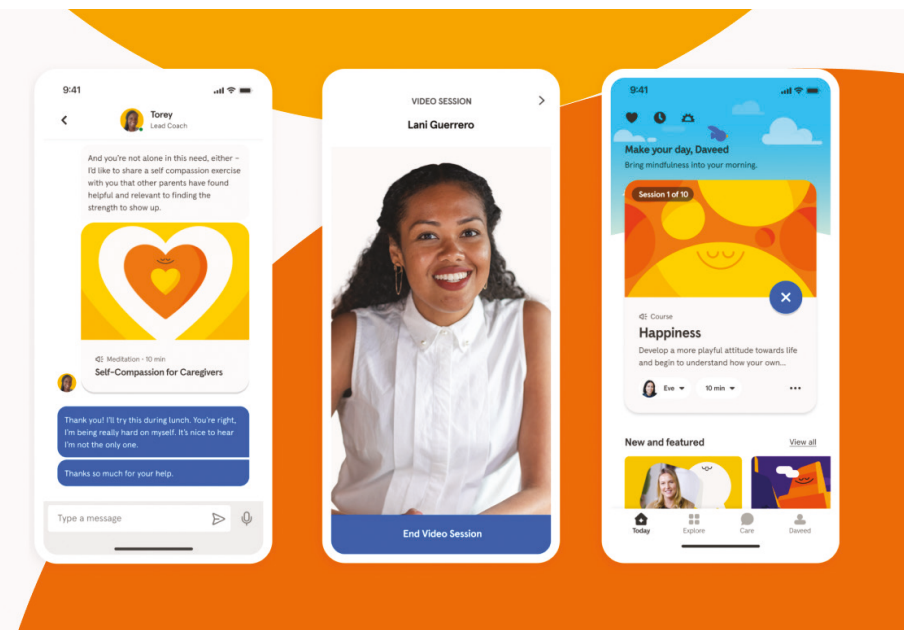 9:41
Torey
Lead Coach
And you're not alone in this need, either –
I'd like to share a self compassion exercise
with you that other parents have found
helpful and relevant to finding the
strength to show up.
Meditation • 10 min
Self-Compassion for Caregivers
Thank you! I'll try this during lunch. You're right,
I'm being really hard on myself. It's nice to hear
I'm not the only one.
Thanks so much for your help.
Type a message
VIDEO SESSION
Lani Guerrero
End Video Session
9:41
Make your day, Daveed
Bring mindfulness into your morning.
Session 1 of 10
Course
Happiness
Develop a more playful attitude towards life
and begin to understand how your own...
Eve
10 min
New and featured
View all
Today
Explore
Care
Daveed